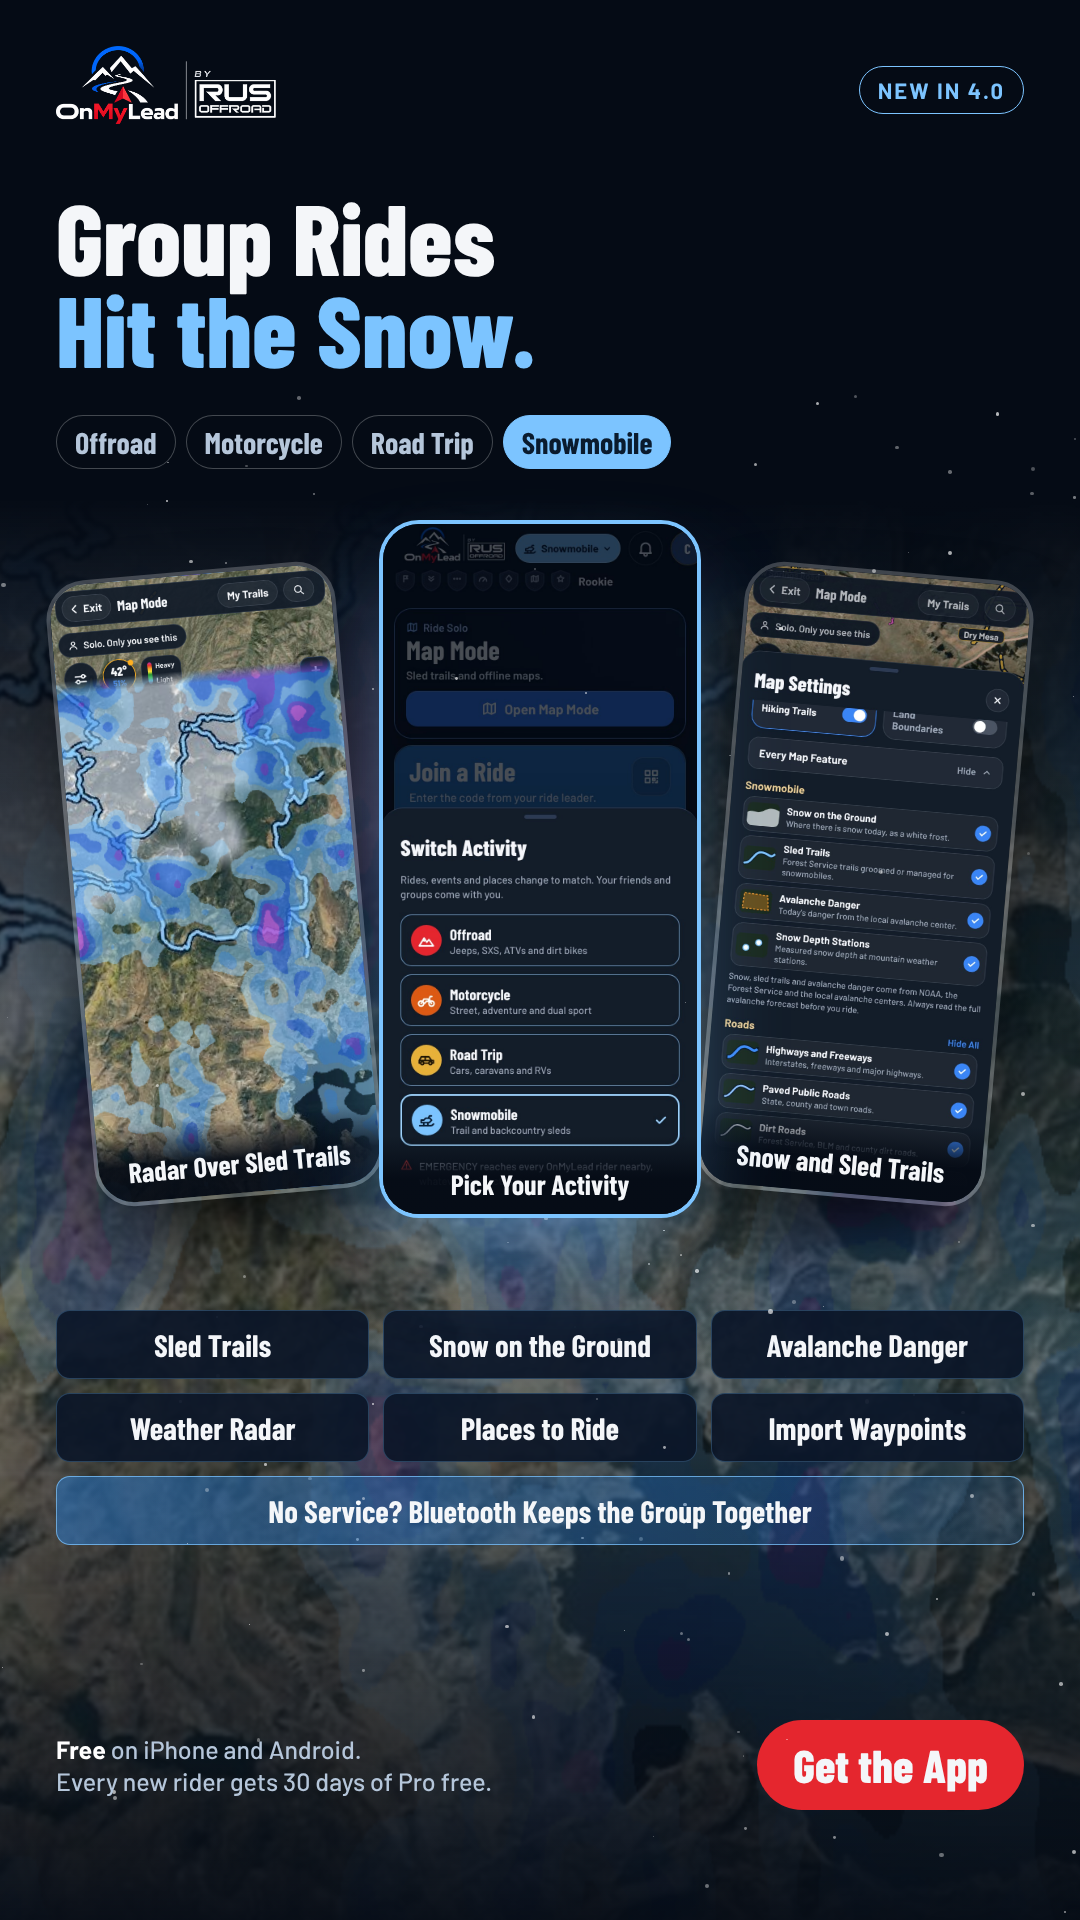 OnMyLead
BY
RUS
OFFROAD
NEW IN 4.0
Group Rides
Hit the Snow.
Offroad
Motorcycle
Road Trip
Snowmobile
Exit
Map Mode
My Trails
Solo. Only you see this
42°
Heavy
Light
Radar Over Sled Trails
OnMyLead
BY
RUS
OFFROAD
Snowmobile
Rookie
Ride Solo
Map Mode
Sled trails and offline maps.
Open Map Mode
Join a Ride
Enter the code from your ride leader.
Switch Activity
Rides, events and places change to match. Your friends and
groups come with you.
Offroad
Jeeps, SXS, ATVs and dirt bikes
Motorcycle
Street, adventure and dual sport
Road Trip
Cars, caravans and RVs
Snowmobile
Trail and backcountry sleds
EMERGENCY reaches every OnMyLead rider nearby,
Pick Your Activity
Exit
Map Mode
My Trails
Solo. Only you see this
Dry Mesa
Map Settings
Hiking Trails
Land
Boundaries
Every Map Feature
Hide
Snowmobile
Snow on the Ground
Where there is snow today, as a white frost.
Sled Trails
Forest Service trails groomed or managed for
snowmobiles.
Avalanche Danger
Today's danger from the local avalanche center.
Snow Depth Stations
Measured snow depth at mountain weather
stations.
Snow, sled trails and avalanche danger come from NOAA, the
Forest Service and the local avalanche centers. Always read the full
avalanche forecast before you ride.
Roads
Hide All
Highways and Freeways
Interstates, freeways and major highways.
Paved Public Roads
State, county and town roads.
Dirt Roads
Forest Service, BLM and county dirt roads.
Snow and Sled Trails
Sled Trails
Snow on the Ground
Avalanche Danger
Weather Radar
Places to Ride
Import Waypoints
No Service? Bluetooth Keeps the Group Together
Free on iPhone and Android.
Every new rider gets 30 days of Pro free.
Get the App